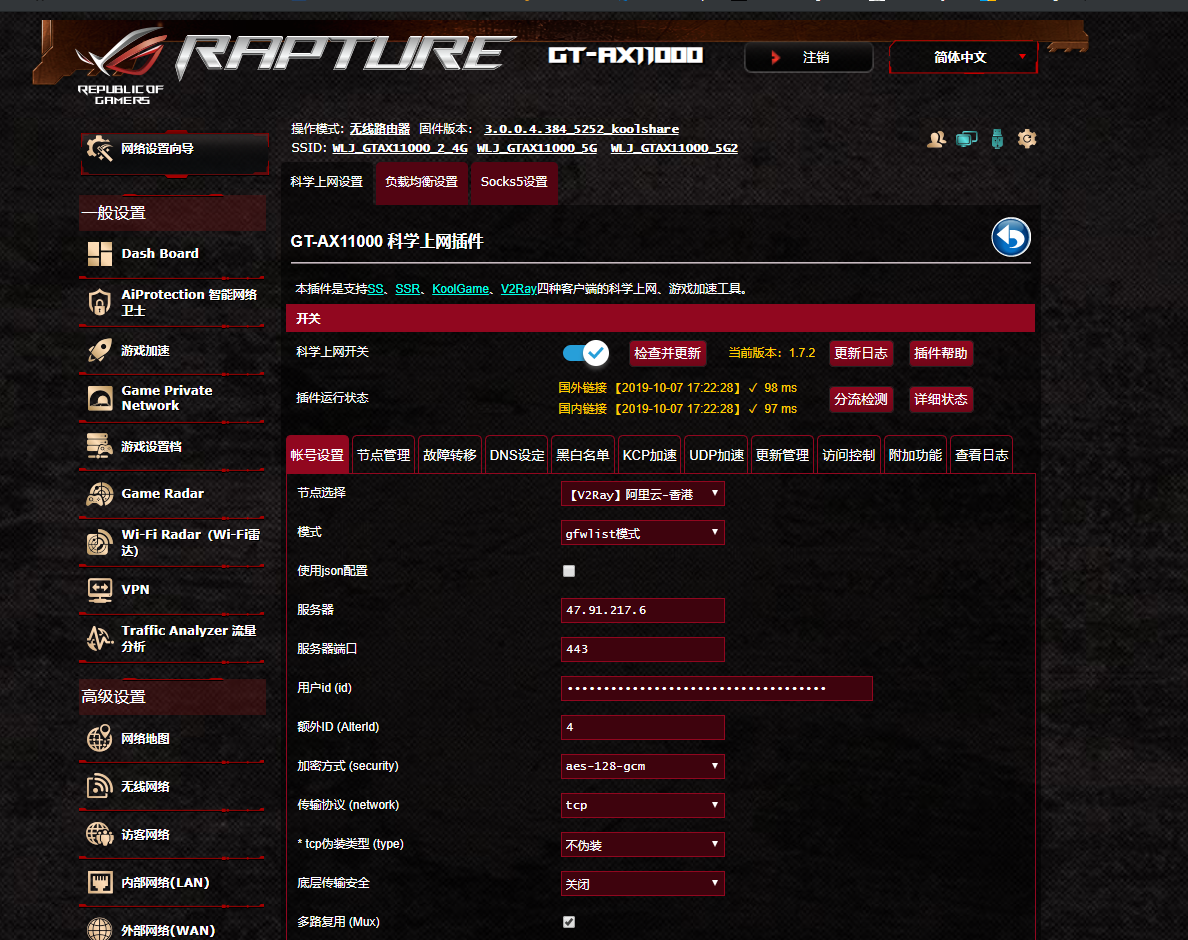 RAPTURE
REPUBLIC OF
GAMERS
GT-AX11000
注销
简体中文
操作模式: 无线路由器 固件版本: 3.0.0.4.384_5252_koolshare
SSID: WLJ_GTAX11000_2_4G WLJ_GTAX11000_5G WLJ_GTAX11000_5G2
网络设置向导
一般设置
Dash Board
AiProtection 智能网络
卫士
游戏加速
Game Private
Network
游戏设置档
Game Radar
Wi-Fi Radar (Wi-Fi雷
达)
VPN
Traffic Analyzer 流量
分析
高级设置
网络地图
无线网络
访客网络
内部网络(LAN)
外部网络(WAN)
科学上网设置 负载均衡设置 Socks5设置
GT-AX11000 科学上网插件
本插件是支持SS、SSR、KoolGame、V2Ray四种客户端的科学上网、游戏加速工具。
开关
科学上网开关 检查并更新 当前版本: 1.7.2 更新日志 插件帮助
插件运行状态
国外链接 【2019-10-07 17:22:28】 ✓ 98 ms
国内链接 【2019-10-07 17:22:28】 ✓ 97 ms
分流检测 详细状态
帐号设置 节点管理 故障转移 DNS设定 黑白名单 KCP加速 UDP加速 更新管理 访问控制 附加功能 查看日志
节点选择 【V2Ray】阿里云-香港
模式 gfwlist模式
使用json配置
服务器 47.91.217.6
服务器端口 443
用户id (id) ••••••••••••••••••••••••••••••••••••
额外ID (AlterId) 4
加密方式 (security) aes-128-gcm
传输协议 (network) tcp
* tcp伪装类型 (type) 不伪装
底层传输安全 关闭
多路复用 (Mux)